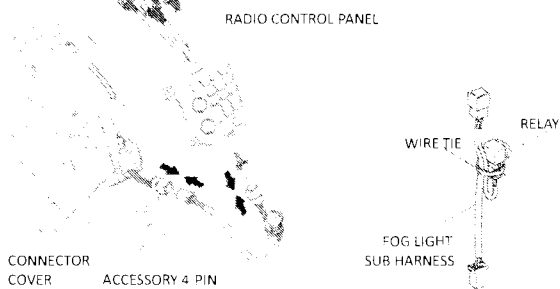 RADIO CONTROL PANEL
RELAY
WIRE TIE
FOG LIGHT
SUB HARNESS
CONNECTOR
COVER
ACCESSORY 4 PIN